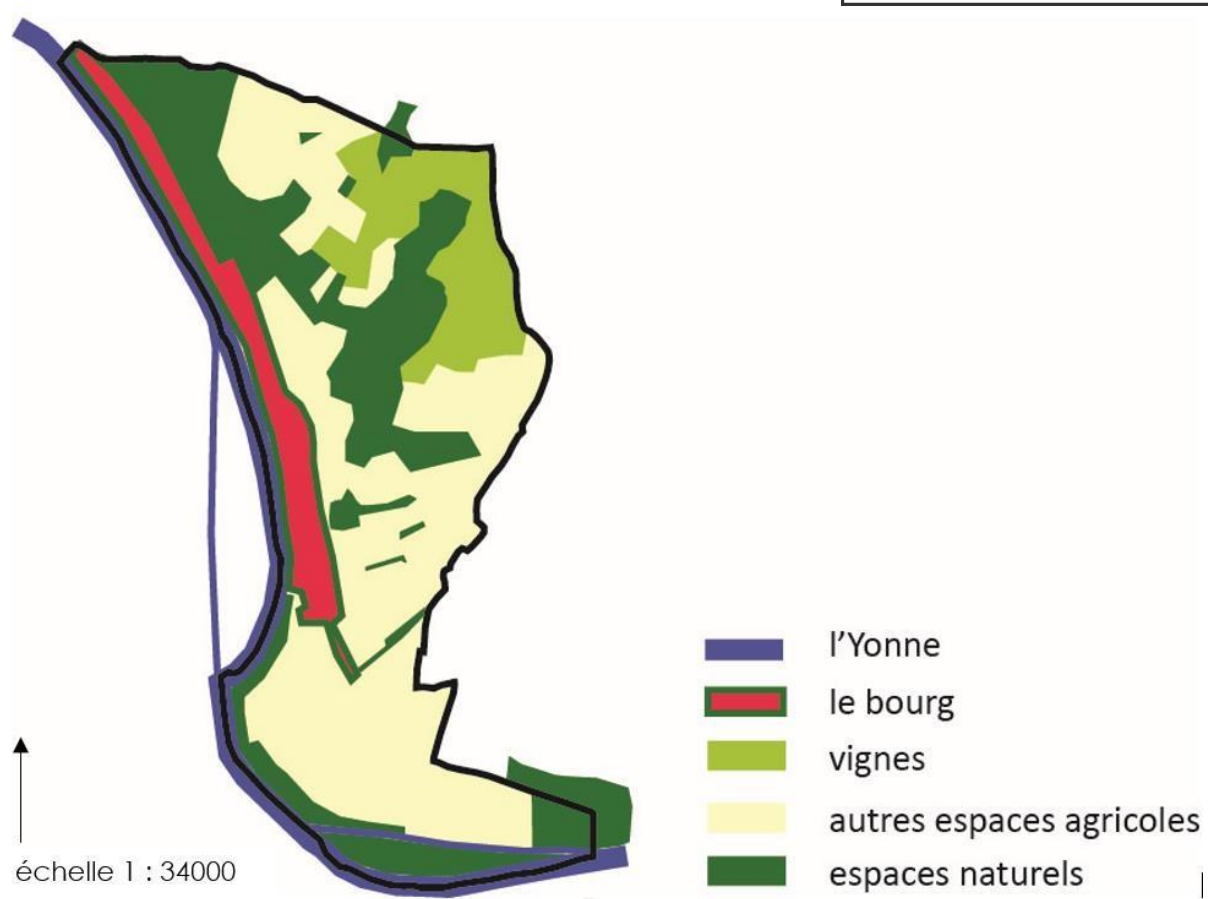 l'Yonne
le bourg
vignes
autres espaces agricoles
espaces naturels
échelle 1 : 34000